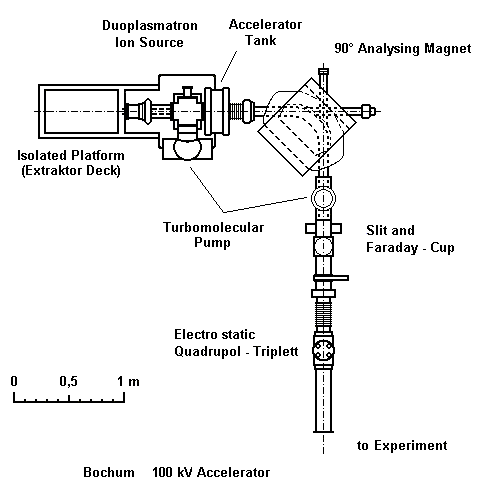 Duoplasmatron
Ion Source
Accelerator
Tank
90° Analysing Magnet
Isolated Platform
(Extraktor Deck)
Turbomolecular
Pump
Slit and
Faraday - Cup
Electro static
Quadrupol - Triplett
0 0,5 1 m
to Experiment
Bochum 100 kV Accelerator